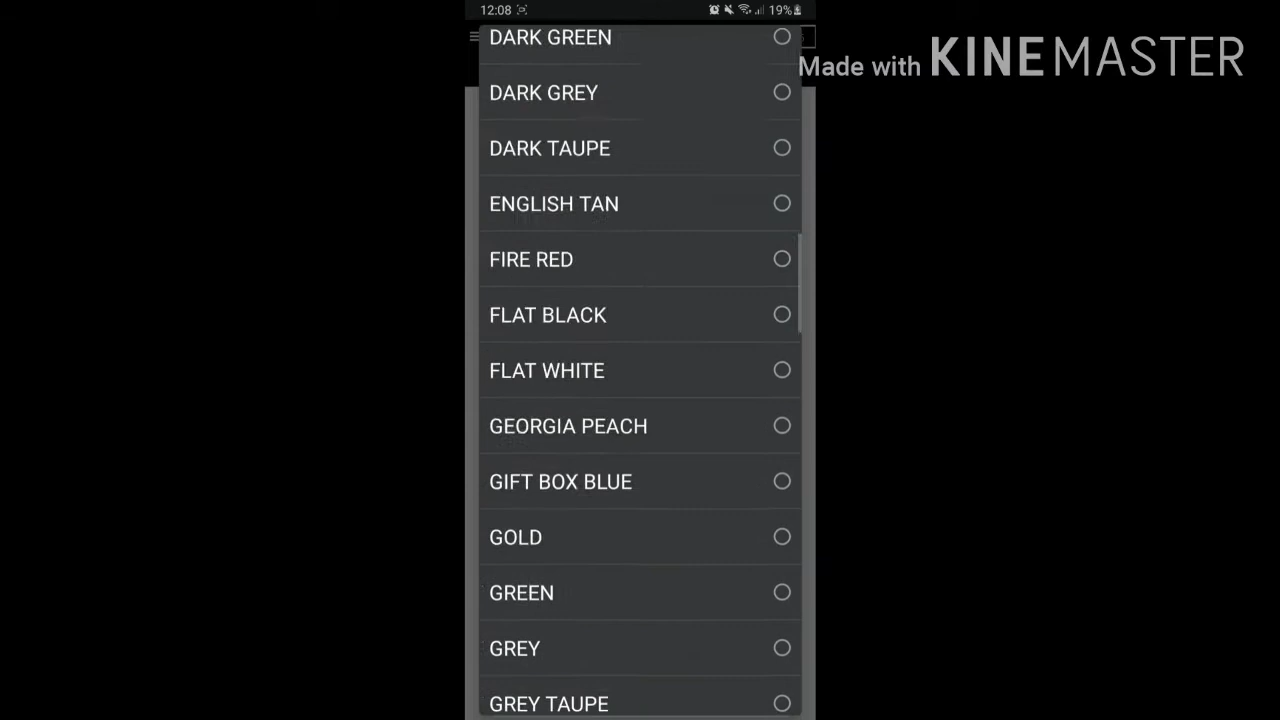 12:08
19%
DARK GREEN
Made with KINEMASTER
DARK GREY
DARK TAUPE
ENGLISH TAN
FIRE RED
FLAT BLACK
FLAT WHITE
GEORGIA PEACH
GIFT BOX BLUE
GOLD
GREEN
GREY
GREY TAUPE